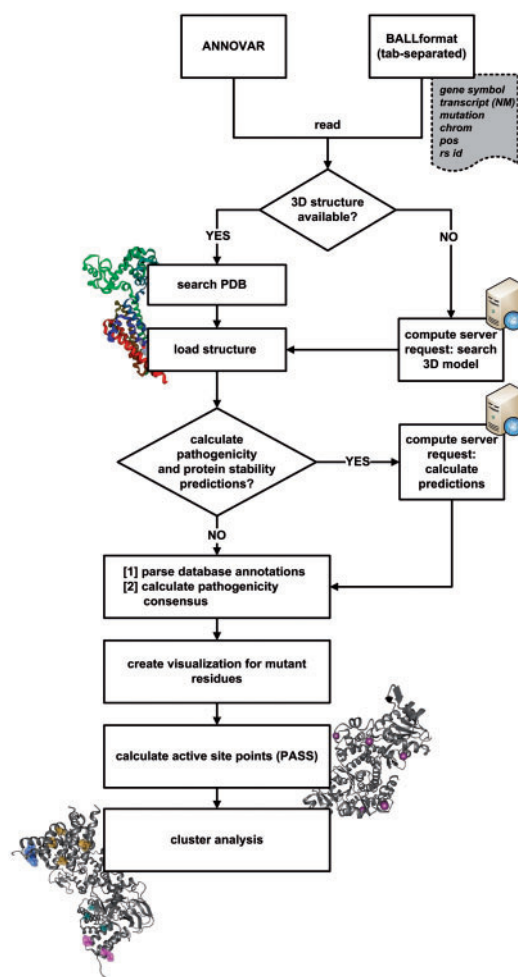 ANNOVAR
BALLformat
(tab-separated)
gene symbol
transcript (NM)
mutation
chrom
pos
rs id
read
3D structure
available?
YES
NO
search PDB
load structure
compute server
request: search
3D model
calculate
pathogenicity
and protein stability
predictions?
YES
compute server
request:
calculate
predictions
NO
[1] parse database annotations
[2] calculate pathogenicity
consensus
create visualization for mutant
residues
calculate active site points (PASS)
cluster analysis